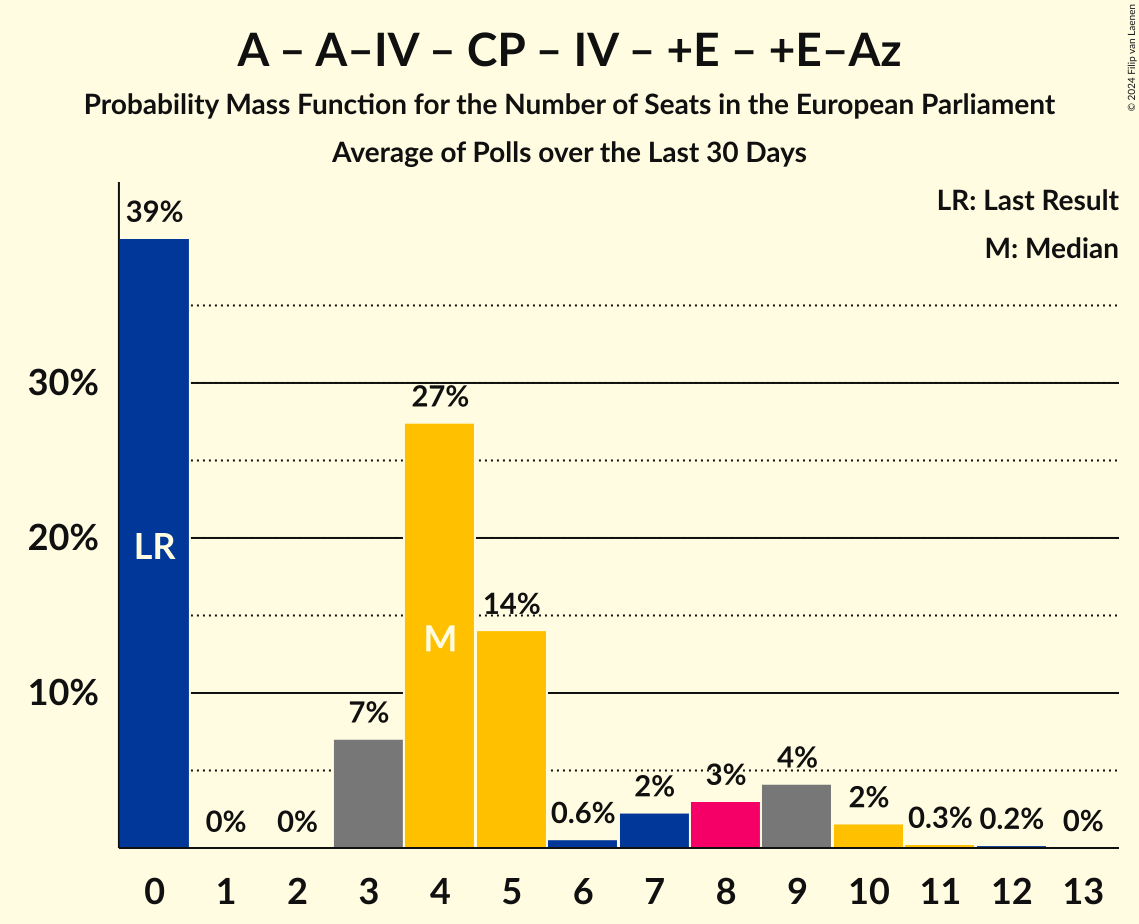 A – A–IV – CP – IV – +E – +E–Az
Probability Mass Function for the Number of Seats in the European Parliament
Average of Polls over the Last 30 Days
© 2024 Filip van Laenen
LR: Last Result
M: Median
39%
30%
27%
20%
LR
14%
M
10%
7%
4%
3%
2%
2%
0.6%
0.3%
0.2%
0%
0%
0%
0 1 2 3 4 5 6 7 8 9 10 11 12 13